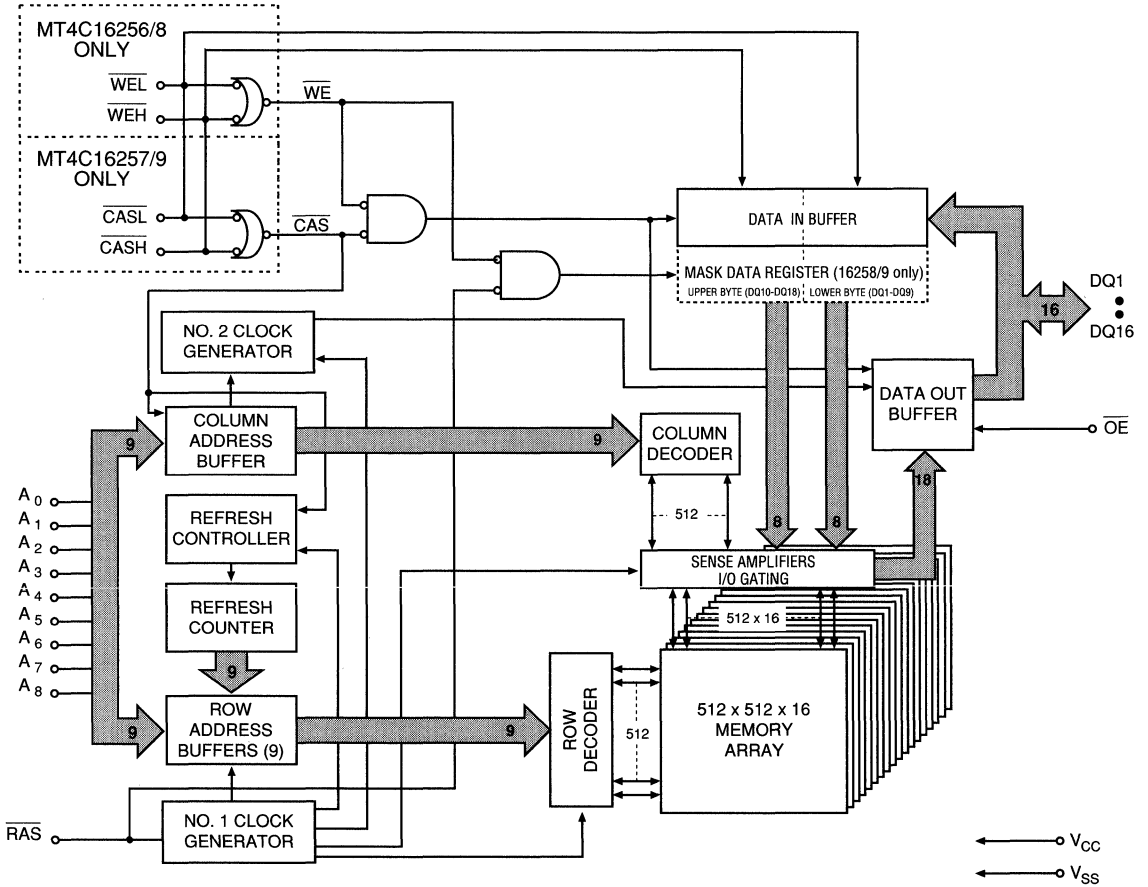 MT4C16256/8
ONLY
WEL
WEH
WE
MT4C16257/9
ONLY
CASL
CASH
CAS
DATA IN BUFFER
MASK DATA REGISTER (16258/9 only)
UPPER BYTE (DQ10-DQ18) LOWER BYTE (DQ1-DQ9)
DQ1
16
DQ16
NO. 2 CLOCK
GENERATOR
DATA OUT
BUFFER
OE
COLUMN
ADDRESS
BUFFER
9
9
COLUMN
DECODER
18
512
8
8
A0
A1
A2
A3
A4
A5
A6
A7
A8
REFRESH
CONTROLLER
REFRESH
COUNTER
9
SENSE AMPLIFIERS
I/O GATING
512 x 16
9
ROW
ADDRESS
BUFFERS (9)
9
ROW
DECODER
512
512 x 512 x 16
MEMORY
ARRAY
RAS
NO. 1 CLOCK
GENERATOR
VCC
VSS